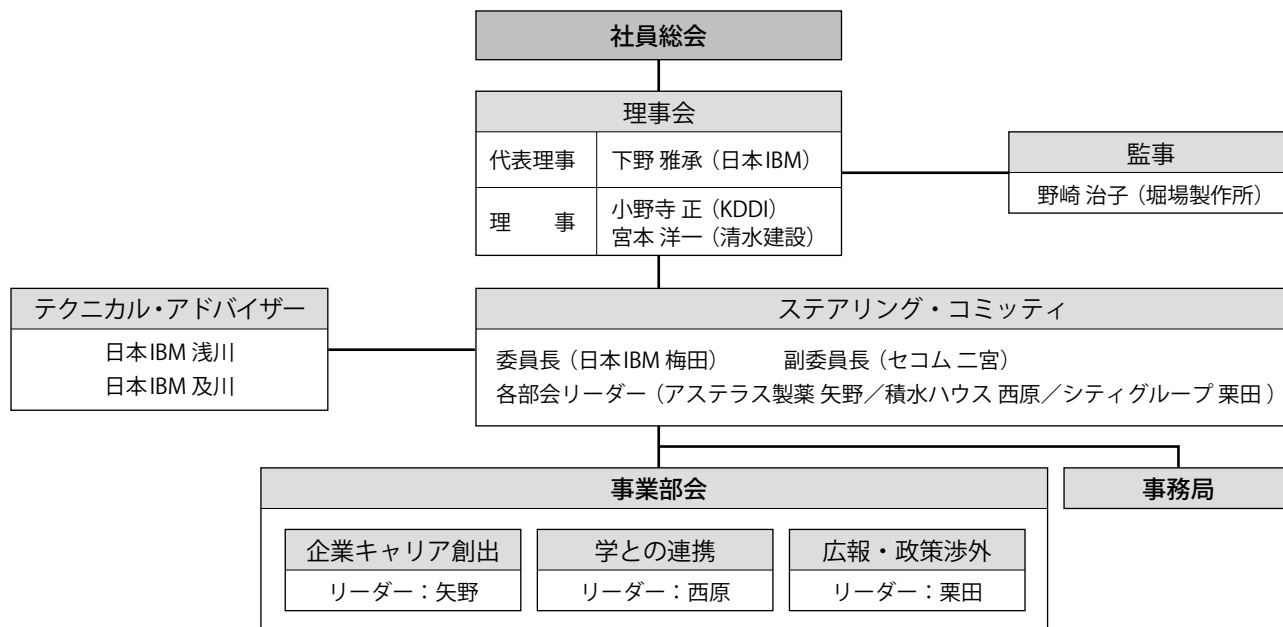 社員総会
理事会
代表理事 下野 雅承（日本IBM）
理　事 小野寺 正（KDDI）
宮本 洋一（清水建設）
監事
野崎 治子（堀場製作所）
テクニカル・アドバイザー
日本IBM 浅川
日本IBM 及川
ステアリング・コミッティ
委員長（日本IBM 梅田）　副委員長（セコム 二宮）
各部会リーダー（アステラス製薬 矢野／積水ハウス 西原／シティグループ 栗田）
事業部会
事務局
企業キャリア創出
リーダー：矢野
学との連携
リーダー：西原
広報・政策渉外
リーダー：栗田